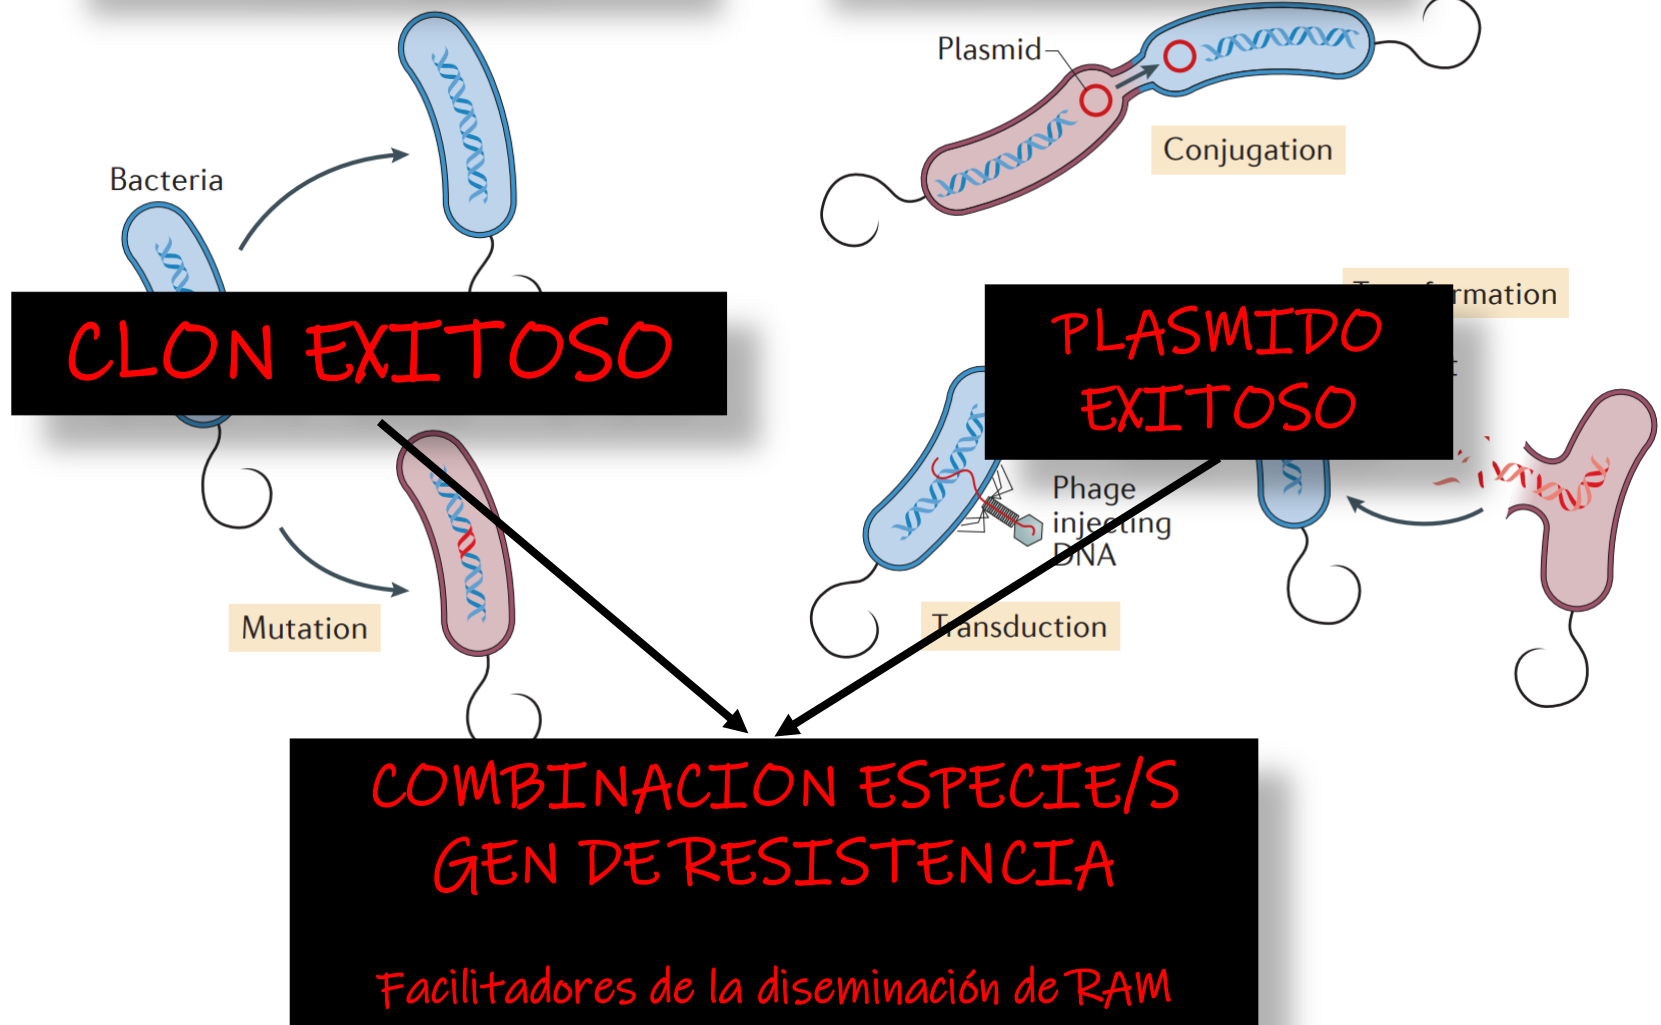 Plasmid
Conjugation
Bacteria
CLON EXITOSO
PLASMIDO
EXITOSO
Phage
injecting
DNA
Mutation
Transduction
COMBINACION ESPECIE/S
GEN DE RESISTENCIA
Facilitadores de la diseminación de RAM